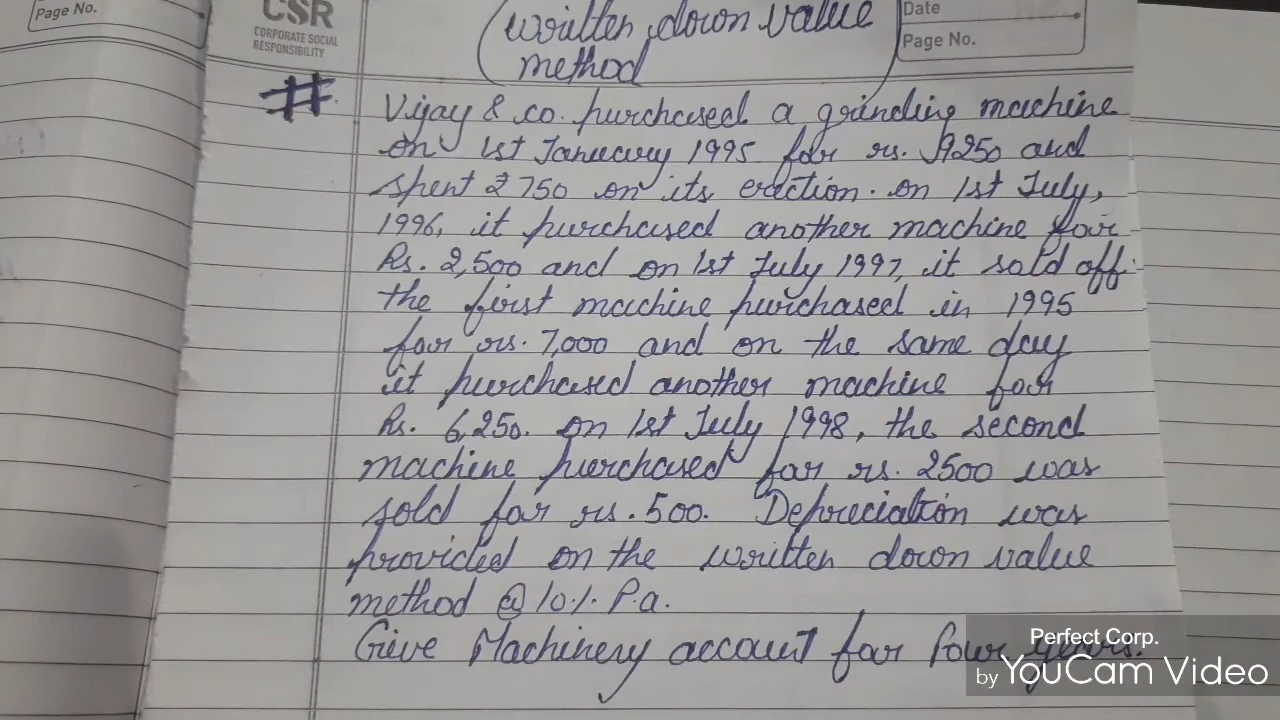 Page No.
CSR
CORPORATE SOCIAL
RESPONSIBILITY
written down value
method
Date
Page No.
# Vijay & co. purchased a grinding machine
on 1st January 1995 for rs. 9250 and
spent ₹ 750 on its erection. on 1st July,
1996, it purchased another machine for
Rs. 2,500 and on 1st July 1997, it sold off
the first machine purchased in 1995
for rs. 7,000 and on the same day
it purchased another machine for
Rs. 6,250. on 1st July 1998, the second
machine purchased for rs. 2500 was
sold for rs. 500. Depreciation was
provided on the written down value
method @ 10% P.a.
Give Machinery account for four years.
Perfect Corp.
by YouCam Video